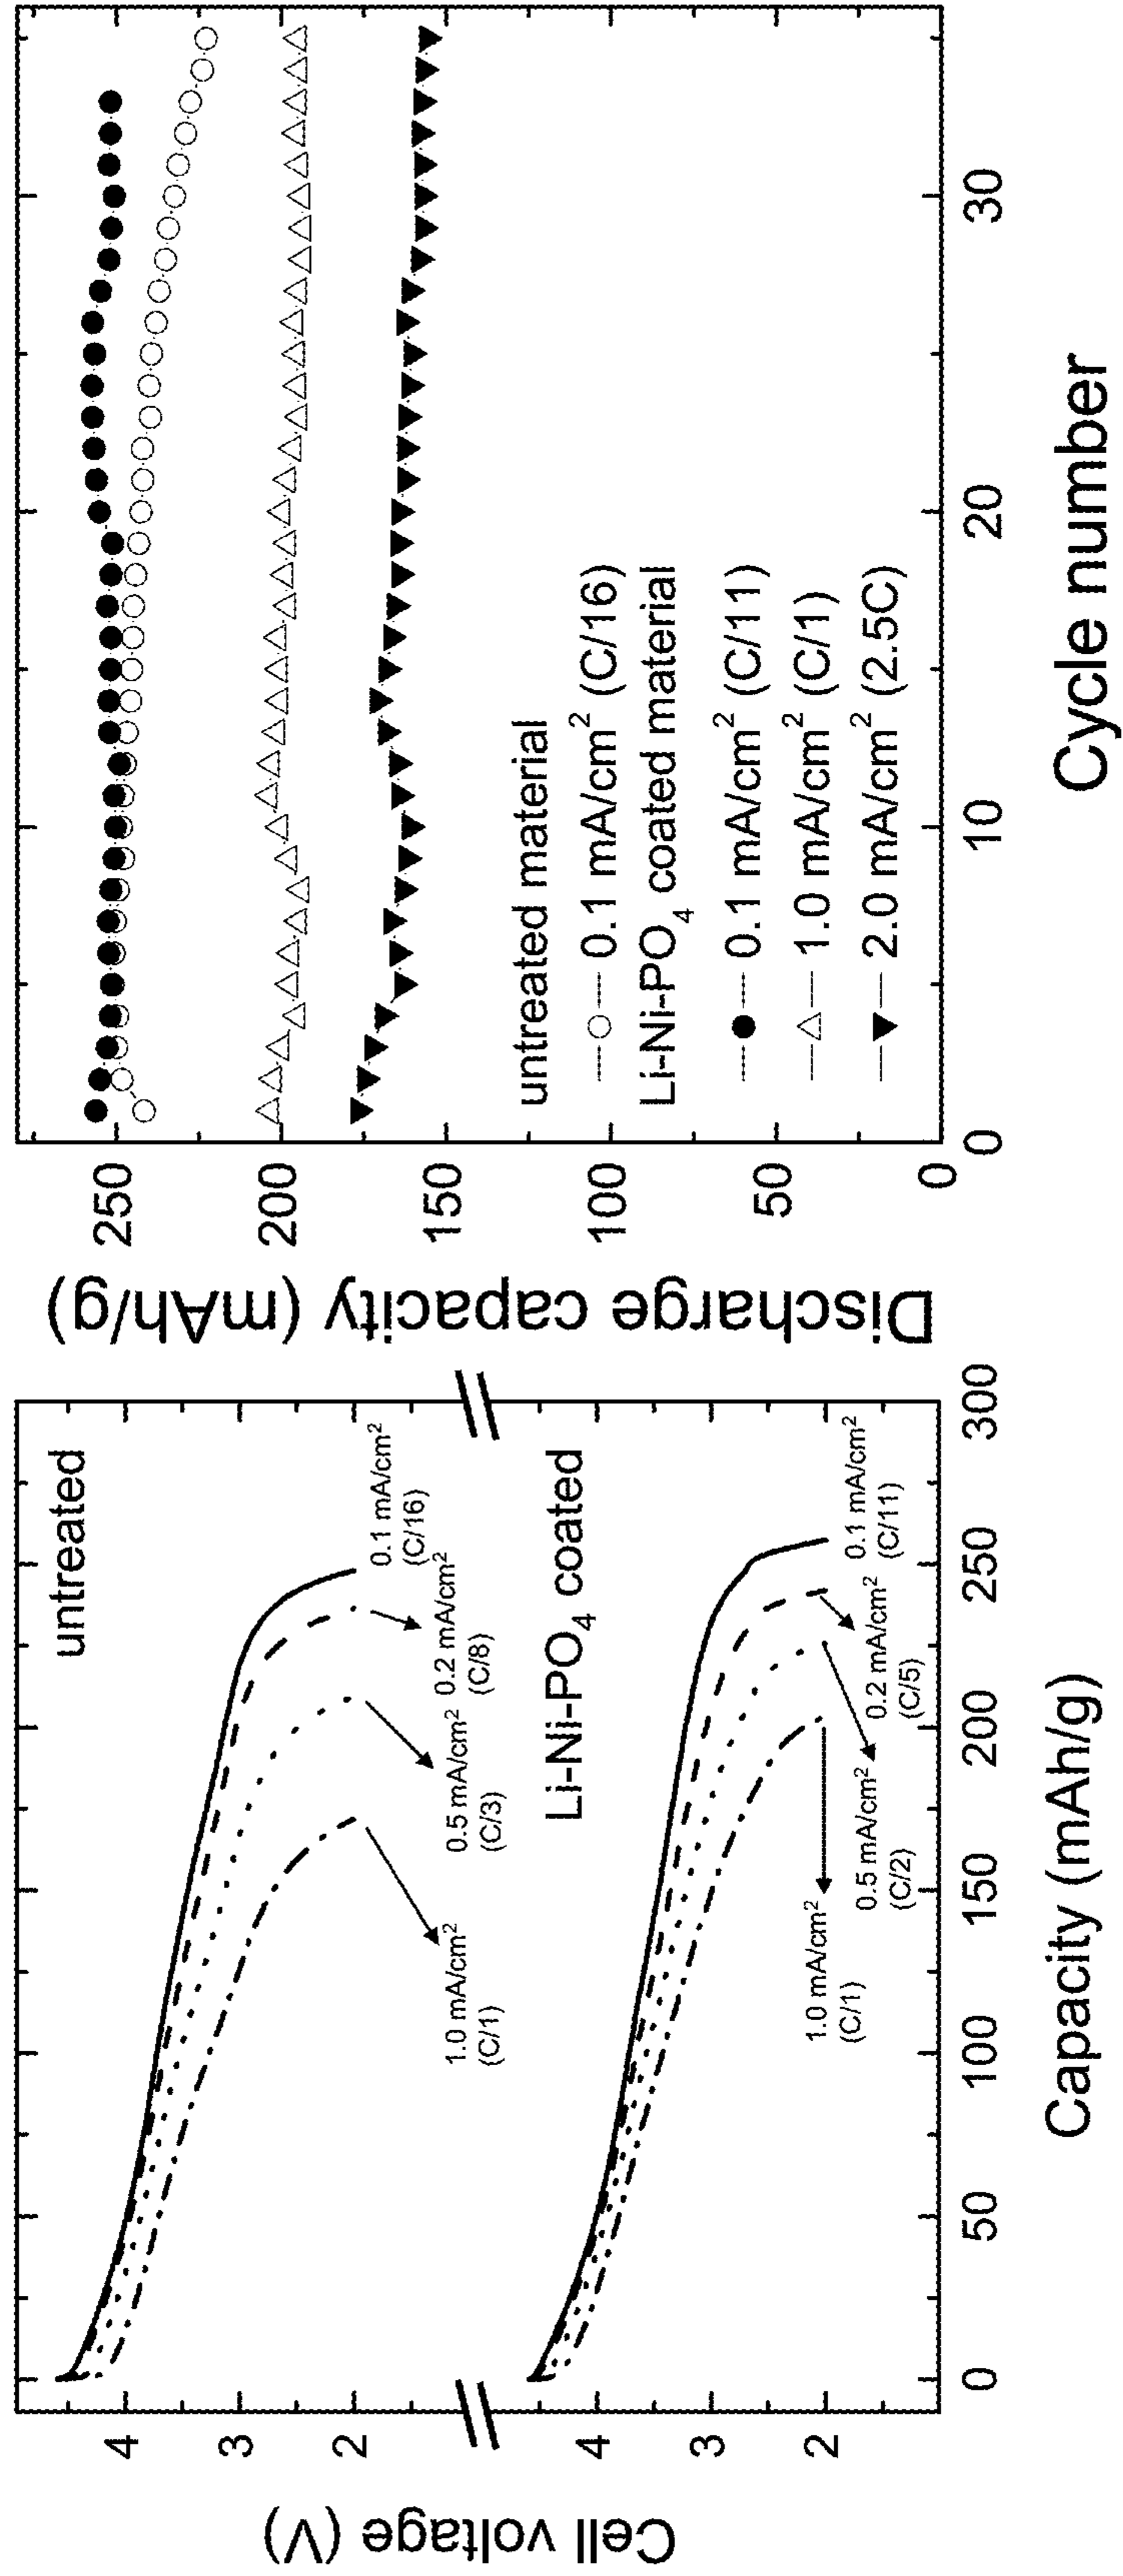 Cell voltage (V)
4
3
2
4
3
2
untreated
0.1 mA/cm²
(C/16)
0.2 mA/cm²
(C/8)
0.5 mA/cm²
(C/3)
1.0 mA/cm²
(C/1)
Li-Ni-PO₄ coated
0.1 mA/cm²
(C/11)
0.2 mA/cm²
(C/5)
0.5 mA/cm²
(C/2)
1.0 mA/cm²
(C/1)
0 50 100 150 200 250 300
Capacity (mAh/g)
Discharge capacity (mAh/g)
250
200
150
100
50
0
untreated material
0.1 mA/cm² (C/16)
Li-Ni-PO₄ coated material
0.1 mA/cm² (C/11)
1.0 mA/cm² (C/1)
2.0 mA/cm² (2.5C)
0 10 20 30
Cycle number